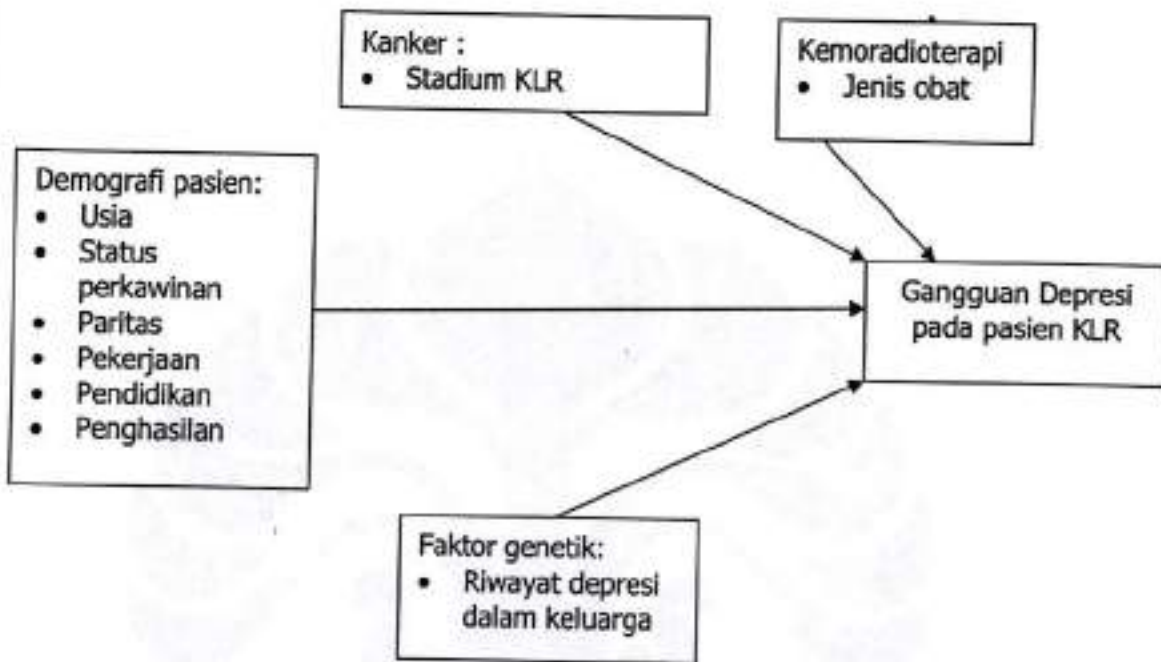 Kanker :
• Stadium KLR
Kemoradioterapi
• Jenis obat
Demografi pasien:
• Usia
• Status
perkawinan
• Paritas
• Pekerjaan
• Pendidikan
• Penghasilan
Gangguan Depresi
pada pasien KLR
Faktor genetik:
• Riwayat depresi
dalam keluarga